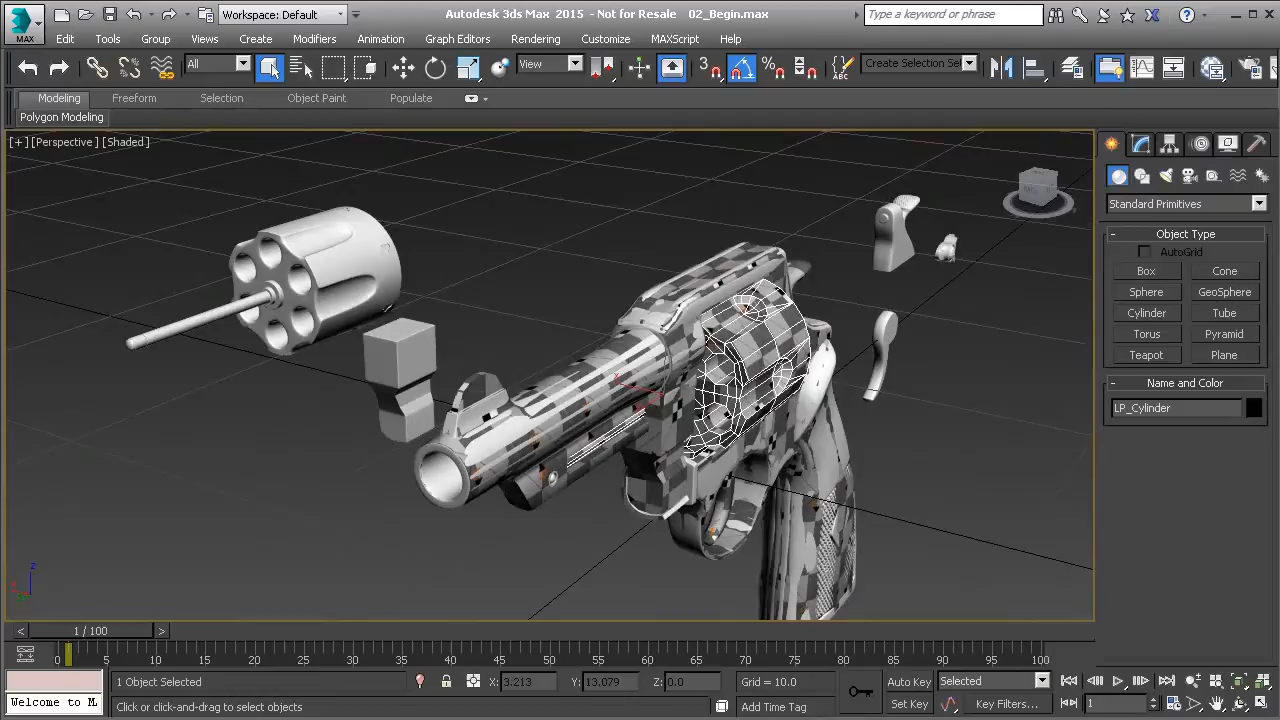 MAX
Workspace: Default
Autodesk 3ds Max 2015 - Not for Resale 02_Begin.max
Type a keyword or phrase
Edit Tools Group Views Create Modifiers Animation Graph Editors Rendering Customize MAXScript Help
All
View
3
%
Create Selection Se
Modeling Freeform Selection Object Paint Populate
Polygon Modeling
[+] [Perspective] [Shaded]
Standard Primitives
- Object Type
AutoGrid
Box Cone
Sphere GeoSphere
Cylinder Tube
Torus Pyramid
Teapot Plane
- Name and Color
LP_Cylinder
z
< 1 / 100 >
0 5 10 15 20 25 30 35 40 45 50 55 60 65 70 75 80 85 90 95 100
1 Object Selected
X: 3.213 Y: 13.079 Z: 0.0
Grid = 10.0
Auto Key Selected
Welcome to M
Click or click-and-drag to select objects
Add Time Tag
Set Key Key Filters...
1